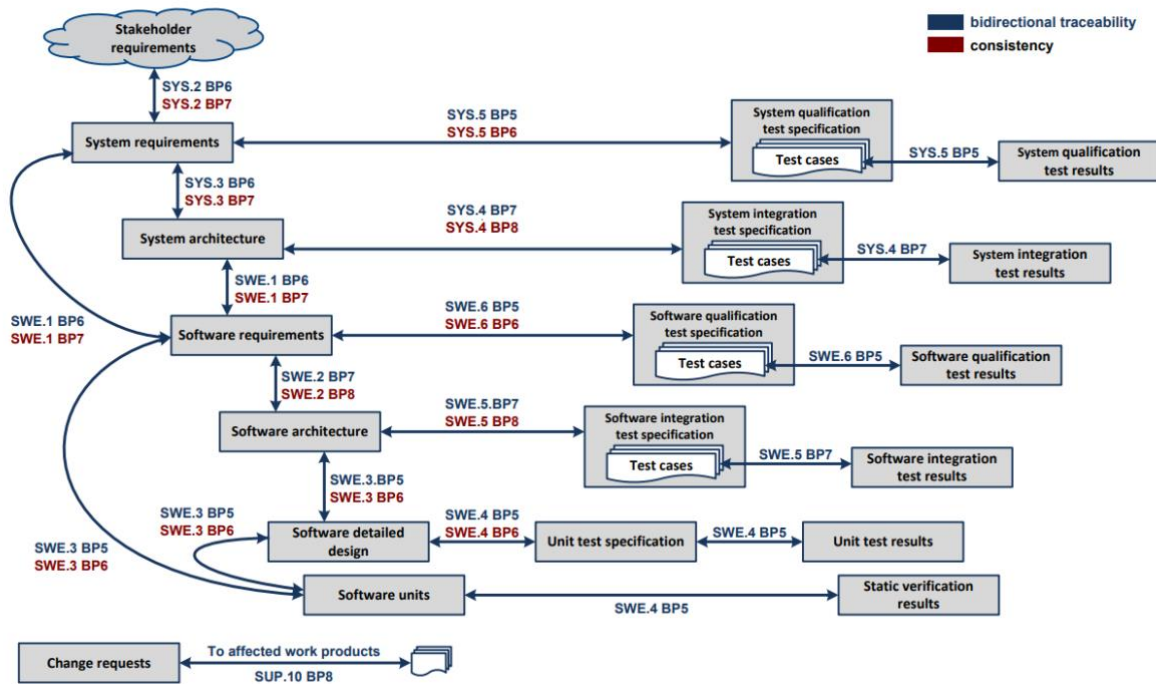 Stakeholder
requirements
bidirectional traceability
consistency
SYS.2 BP6
SYS.2 BP7
System requirements
SYS.5 BP5
SYS.5 BP6
System qualification
test specification
Test cases
SYS.5 BP5
System qualification
test results
SYS.3 BP6
SYS.3 BP7
System architecture
SYS.4 BP7
SYS.4 BP8
System integration
test specification
Test cases
SYS.4 BP7
System integration
test results
SWE.1 BP6
SWE.1 BP7
SWE.1 BP6
SWE.1 BP7
Software requirements
SWE.6 BP5
SWE.6 BP6
Software qualification
test specification
Test cases
SWE.6 BP5
Software qualification
test results
SWE.2 BP7
SWE.2 BP8
Software architecture
SWE.5.BP7
SWE.5 BP8
Software integration
test specification
Test cases
SWE.5 BP7
Software integration
test results
SWE.3.BP5
SWE.3 BP6
SWE.3 BP5
SWE.3 BP6
SWE.3 BP5
SWE.3 BP6
Software detailed
design
SWE.4 BP5
SWE.4 BP6
Unit test specification
SWE.4 BP5
Unit test results
Software units
SWE.4 BP5
Static verification
results
Change requests
To affected work products
SUP.10 BP8